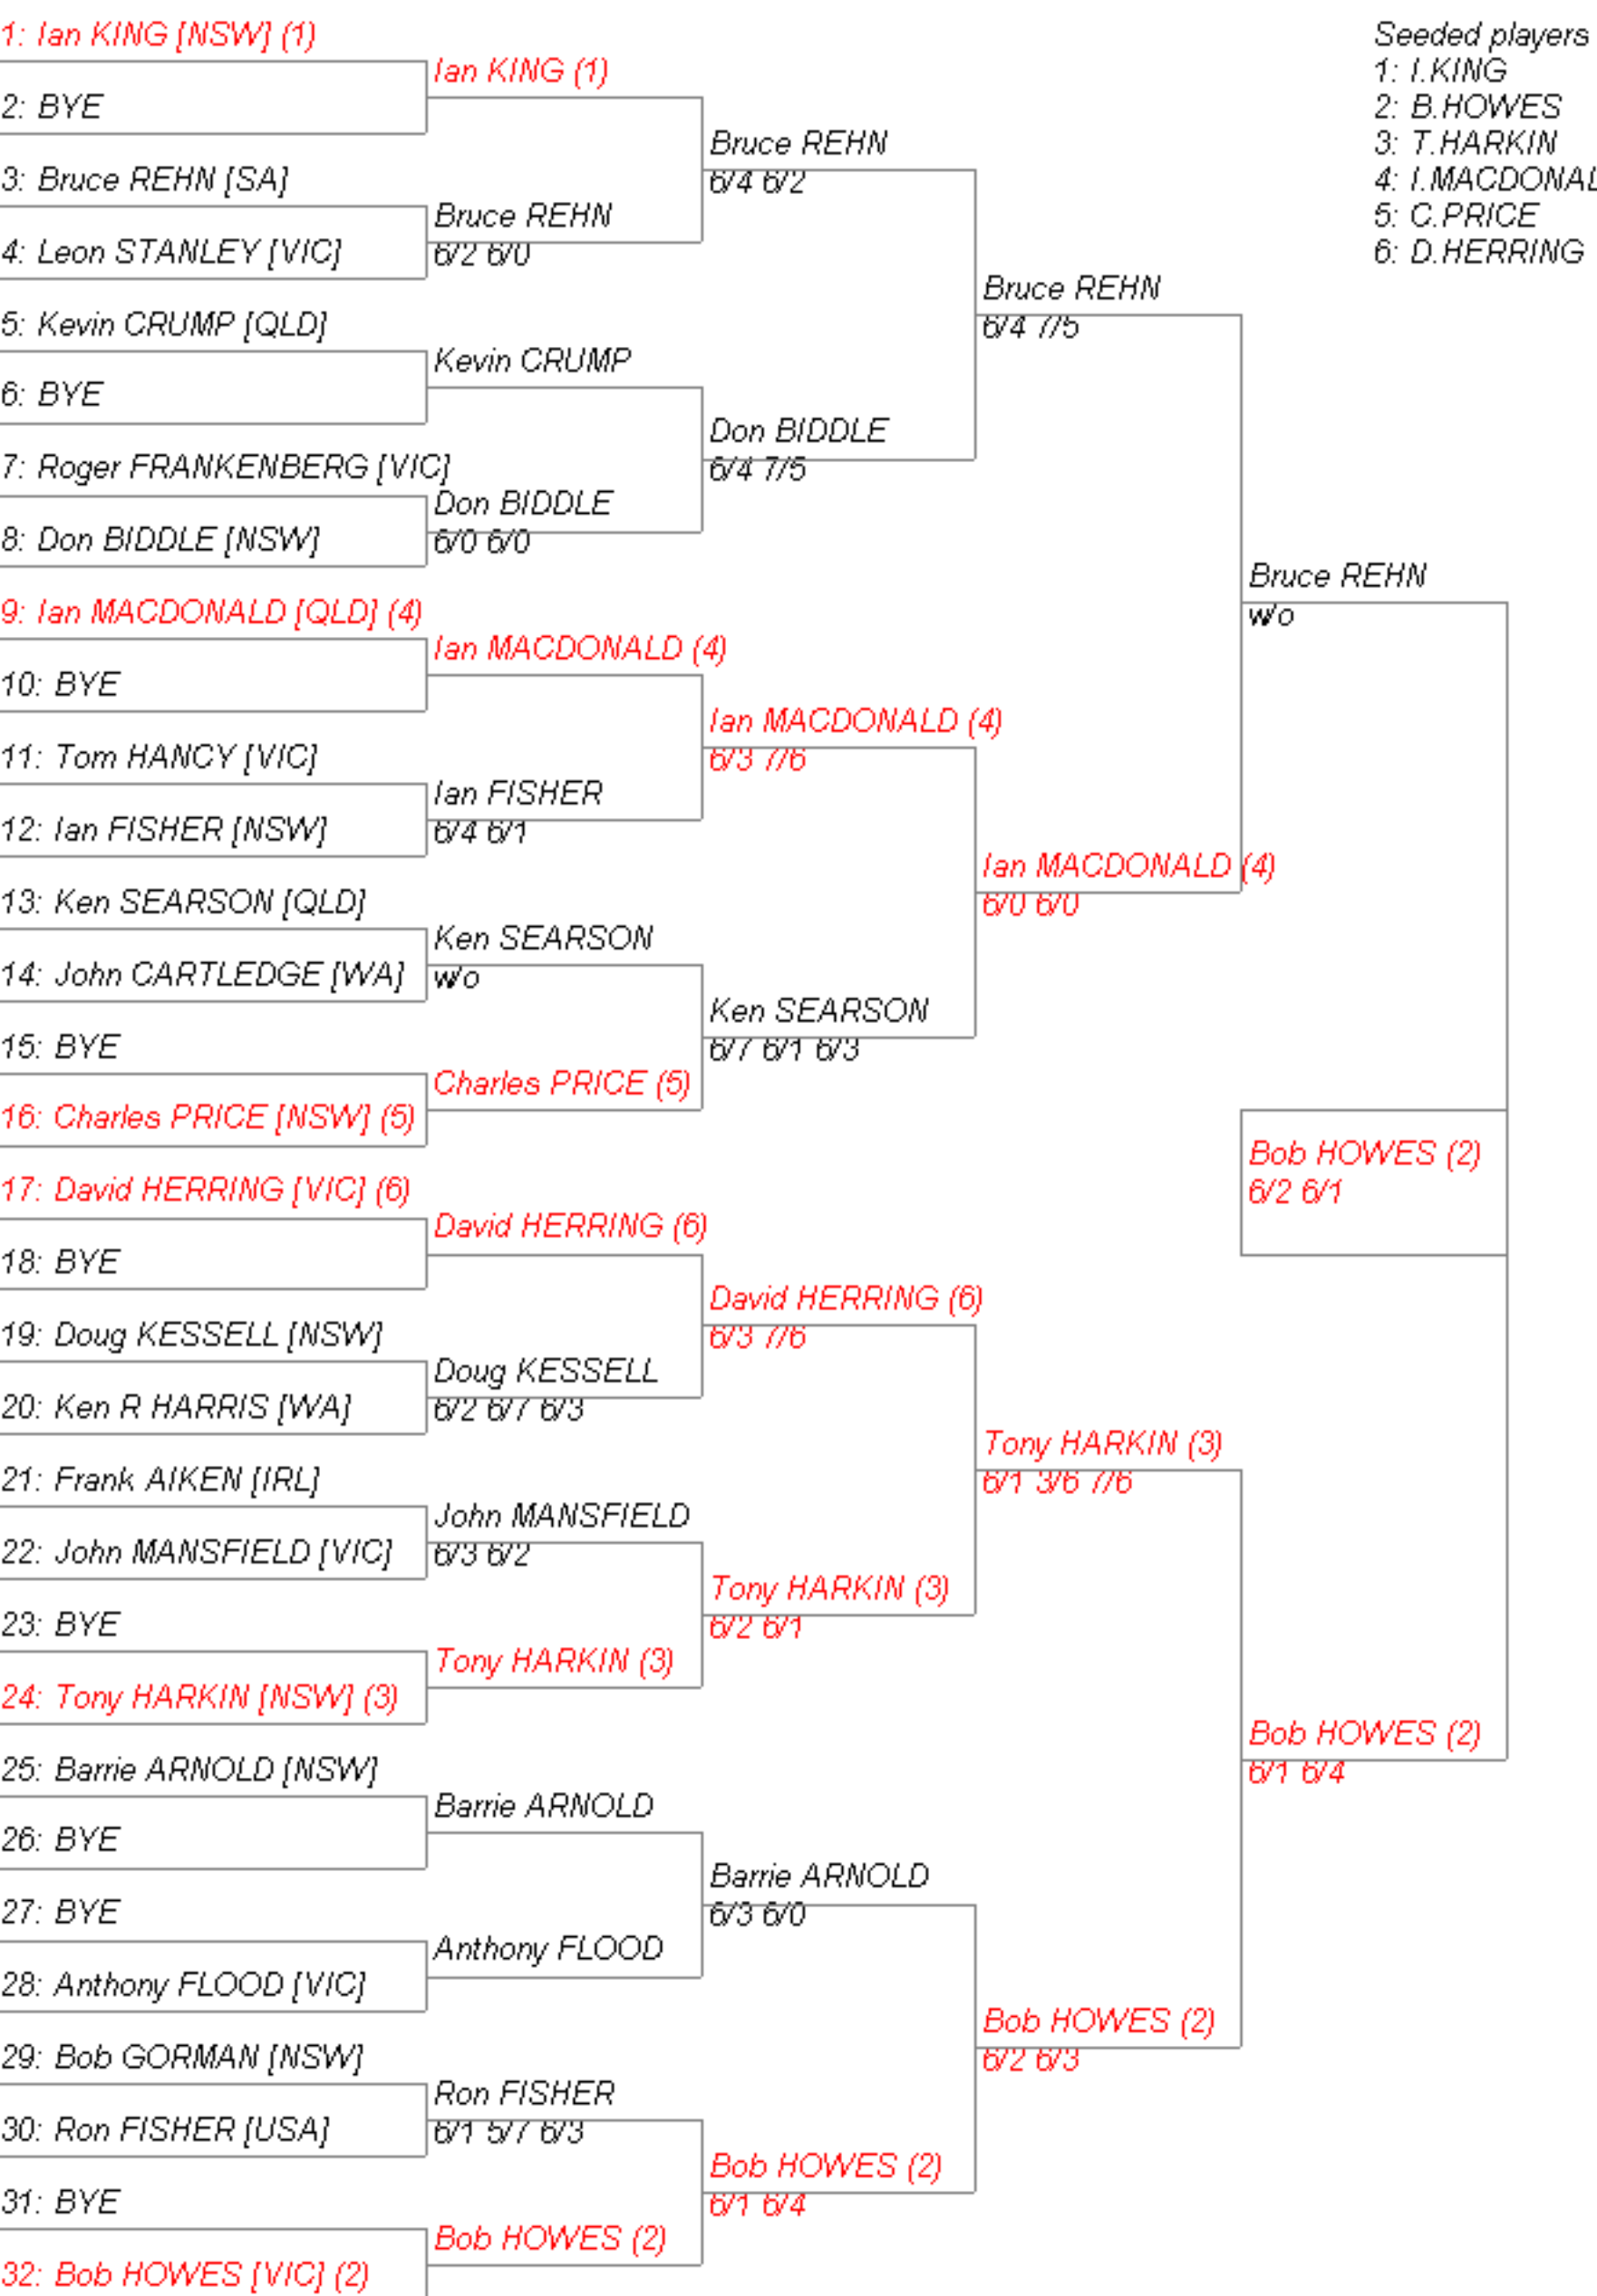 1: Ian KING [NSW] (1)
2: BYE
3: Bruce REHN [SA]
4: Leon STANLEY [VIC]
5: Kevin CRUMP [QLD]
6: BYE
7: Roger FRANKENBERG [VIC]
8: Don BIDDLE [NSW]
9: Ian MACDONALD [QLD] (4)
10: BYE
11: Tom HANCY [VIC]
12: Ian FISHER [NSW]
13: Ken SEARSON [QLD]
14: John CARTLEDGE [WA]
15: BYE
16: Charles PRICE [NSW] (5)
17: David HERRING [VIC] (6)
18: BYE
19: Doug KESSELL [NSW]
20: Ken R HARRIS [WA]
21: Frank AIKEN [IRL]
22: John MANSFIELD [VIC]
23: BYE
24: Tony HARKIN [NSW] (3)
25: Barrie ARNOLD [NSW]
26: BYE
27: BYE
28: Anthony FLOOD [VIC]
29: Bob GORMAN [NSW]
30: Ron FISHER [USA]
31: BYE
32: Bob HOWES [VIC] (2)
Ian KING (1)
Bruce REHN
6/2 6/0
Kevin CRUMP
Don BIDDLE
6/0 6/0
Ian MACDONALD (4)
Ian FISHER
6/4 6/1
Ken SEARSON
w/o
Charles PRICE (5)
David HERRING (6)
Doug KESSELL
6/2 6/7 6/3
John MANSFIELD
6/3 6/2
Tony HARKIN (3)
Barrie ARNOLD
Anthony FLOOD
Ron FISHER
6/1 5/7 6/3
Bob HOWES (2)
Bruce REHN
6/4 6/2
Don BIDDLE
6/4 7/5
Ian MACDONALD (4)
6/3 7/6
Ken SEARSON
6/7 6/1 6/3
David HERRING (6)
6/3 7/6
Tony HARKIN (3)
6/2 6/1
Barrie ARNOLD
6/3 6/0
Bob HOWES (2)
6/1 6/4
Bruce REHN
6/4 7/5
Ian MACDONALD (4)
6/0 6/0
Tony HARKIN (3)
6/1 3/6 7/6
Bob HOWES (2)
6/2 6/3
Bruce REHN
w/o
Bob HOWES (2)
6/1 6/4
Bob HOWES (2)
6/2 6/1
Seeded players
1: I.KING
2: B.HOWES
3: T.HARKIN
4: I.MACDONAL
5: C.PRICE
6: D.HERRING